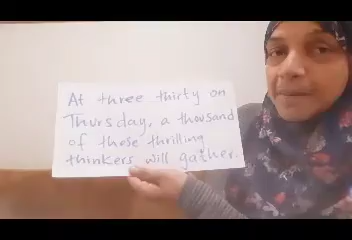 At three thirty on
Thursday, a thousand
of these thrilling
thinkers will gather.